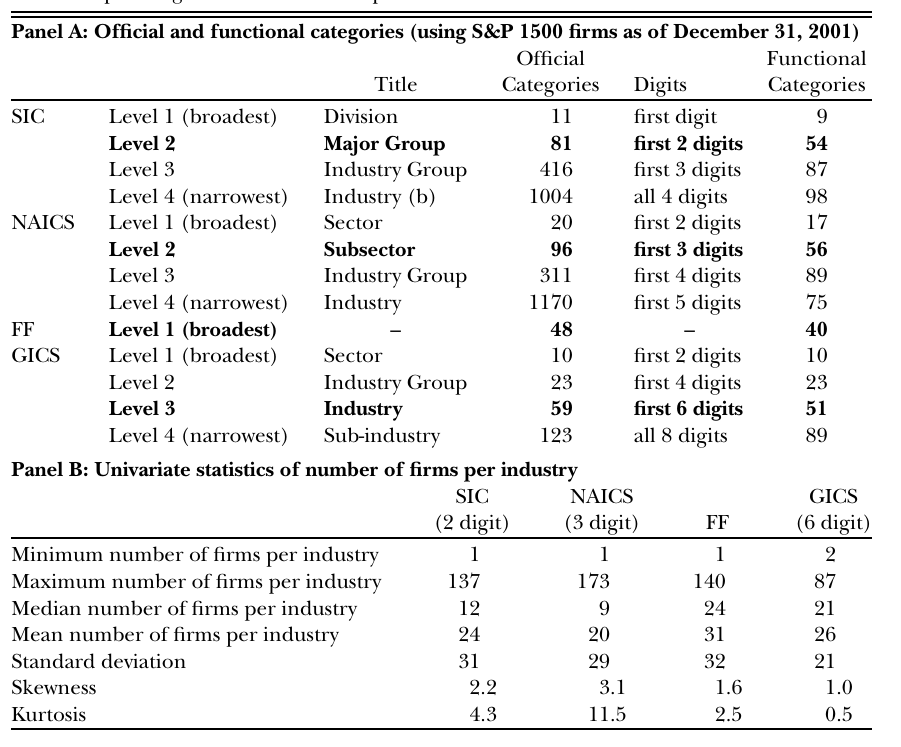 Panel A: Official and functional categories (using S&P 1500 firms as of December 31, 2001)
Official Functional
Title Categories Digits Categories
SIC Level 1 (broadest) Division 11 first digit 9
Level 2 Major Group 81 first 2 digits 54
Level 3 Industry Group 416 first 3 digits 87
Level 4 (narrowest) Industry (b) 1004 all 4 digits 98
NAICS Level 1 (broadest) Sector 20 first 2 digits 17
Level 2 Subsector 96 first 3 digits 56
Level 3 Industry Group 311 first 4 digits 89
Level 4 (narrowest) Industry 1170 first 5 digits 75
FF Level 1 (broadest) – 48 – 40
GICS Level 1 (broadest) Sector 10 first 2 digits 10
Level 2 Industry Group 23 first 4 digits 23
Level 3 Industry 59 first 6 digits 51
Level 4 (narrowest) Sub-industry 123 all 8 digits 89
Panel B: Univariate statistics of number of firms per industry
SIC NAICS GICS
(2 digit) (3 digit) FF (6 digit)
Minimum number of firms per industry 1 1 1 2
Maximum number of firms per industry 137 173 140 87
Median number of firms per industry 12 9 24 21
Mean number of firms per industry 24 20 31 26
Standard deviation 31 29 32 21
Skewness 2.2 3.1 1.6 1.0
Kurtosis 4.3 11.5 2.5 0.5